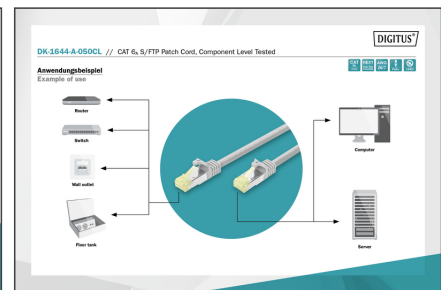 DIGITUS®
DK-1644-A-050CL // CAT 6A S/FTP Patch Cord, Component Level Tested
Anwendungsbeispiel
Example of use
Router
Switch
Wall outlet
Floor tank
Computer
Server